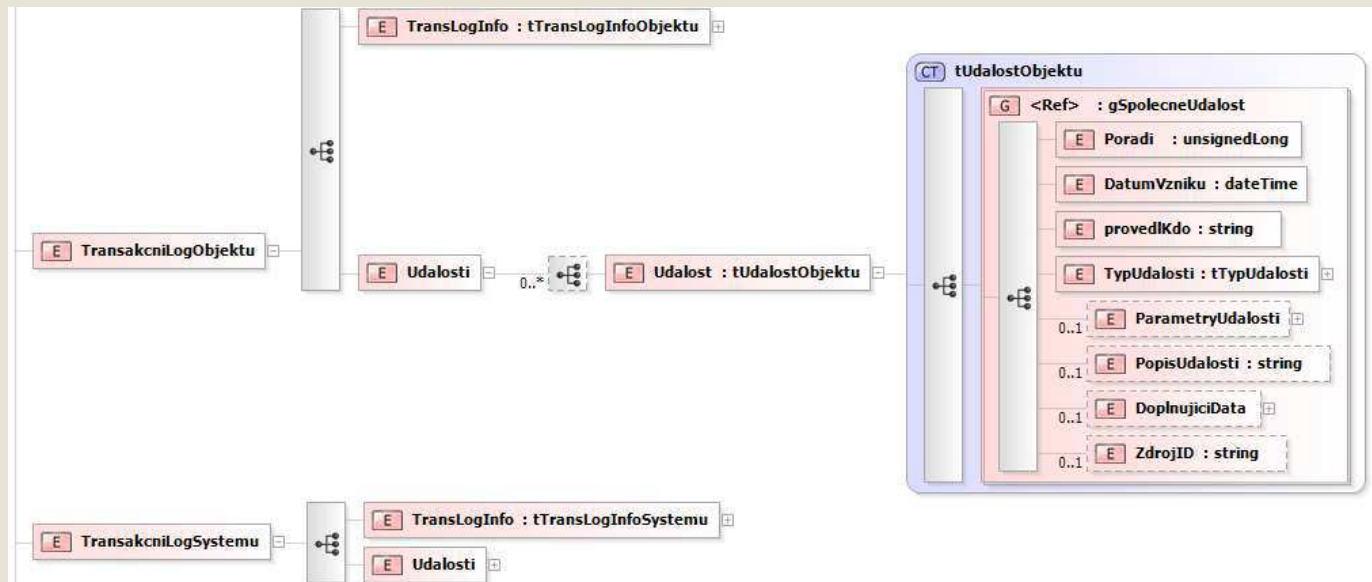 E TransLogInfo : tTransLogInfoObjektu
CT tUdalostObjektu
G <Ref> : gSpolecneUdalost
E Poradi : unsignedLong
E DatumVzniku : dateTime
E provedlKdo : string
E TransakcniLogObjektu
E Udalosti
0..*
E Udalost : tUdalostObjektu
E TypUdalosti : tTypUdalosti
0..1 E ParametryUdalosti
0..1 E PopisUdalosti : string
0..1 E DoplnujiciData
0..1 E ZdrojID : string
E TransLogInfo : tTransLogInfoSystemu
E TransakcniLogSystemu
E Udalosti